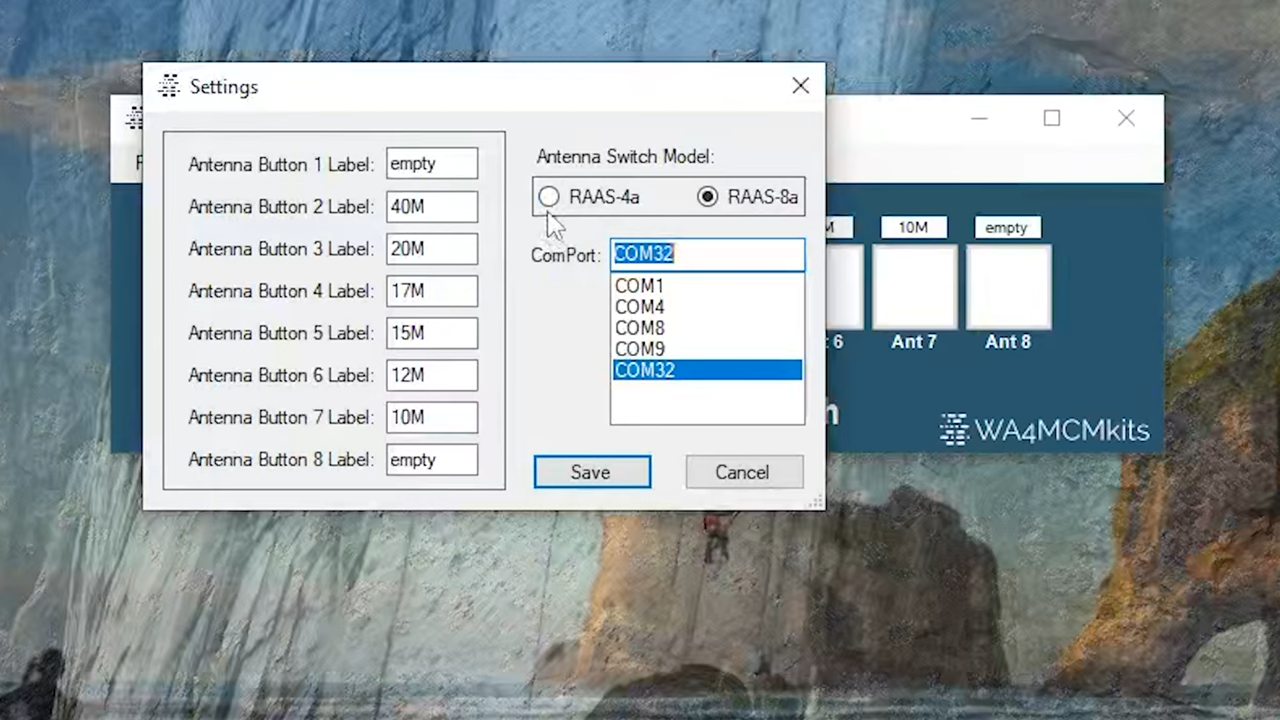 Settings
Antenna Button 1 Label: empty
Antenna Button 2 Label: 40M
Antenna Button 3 Label: 20M
Antenna Button 4 Label: 17M
Antenna Button 5 Label: 15M
Antenna Button 6 Label: 12M
Antenna Button 7 Label: 10M
Antenna Button 8 Label: empty
Antenna Switch Model:
RAAS-4a RAAS-8a
ComPort: COM32
COM1
COM4
COM8
COM9
COM32
Save Cancel
10M empty
6 Ant 7 Ant 8
WA4MCMkits